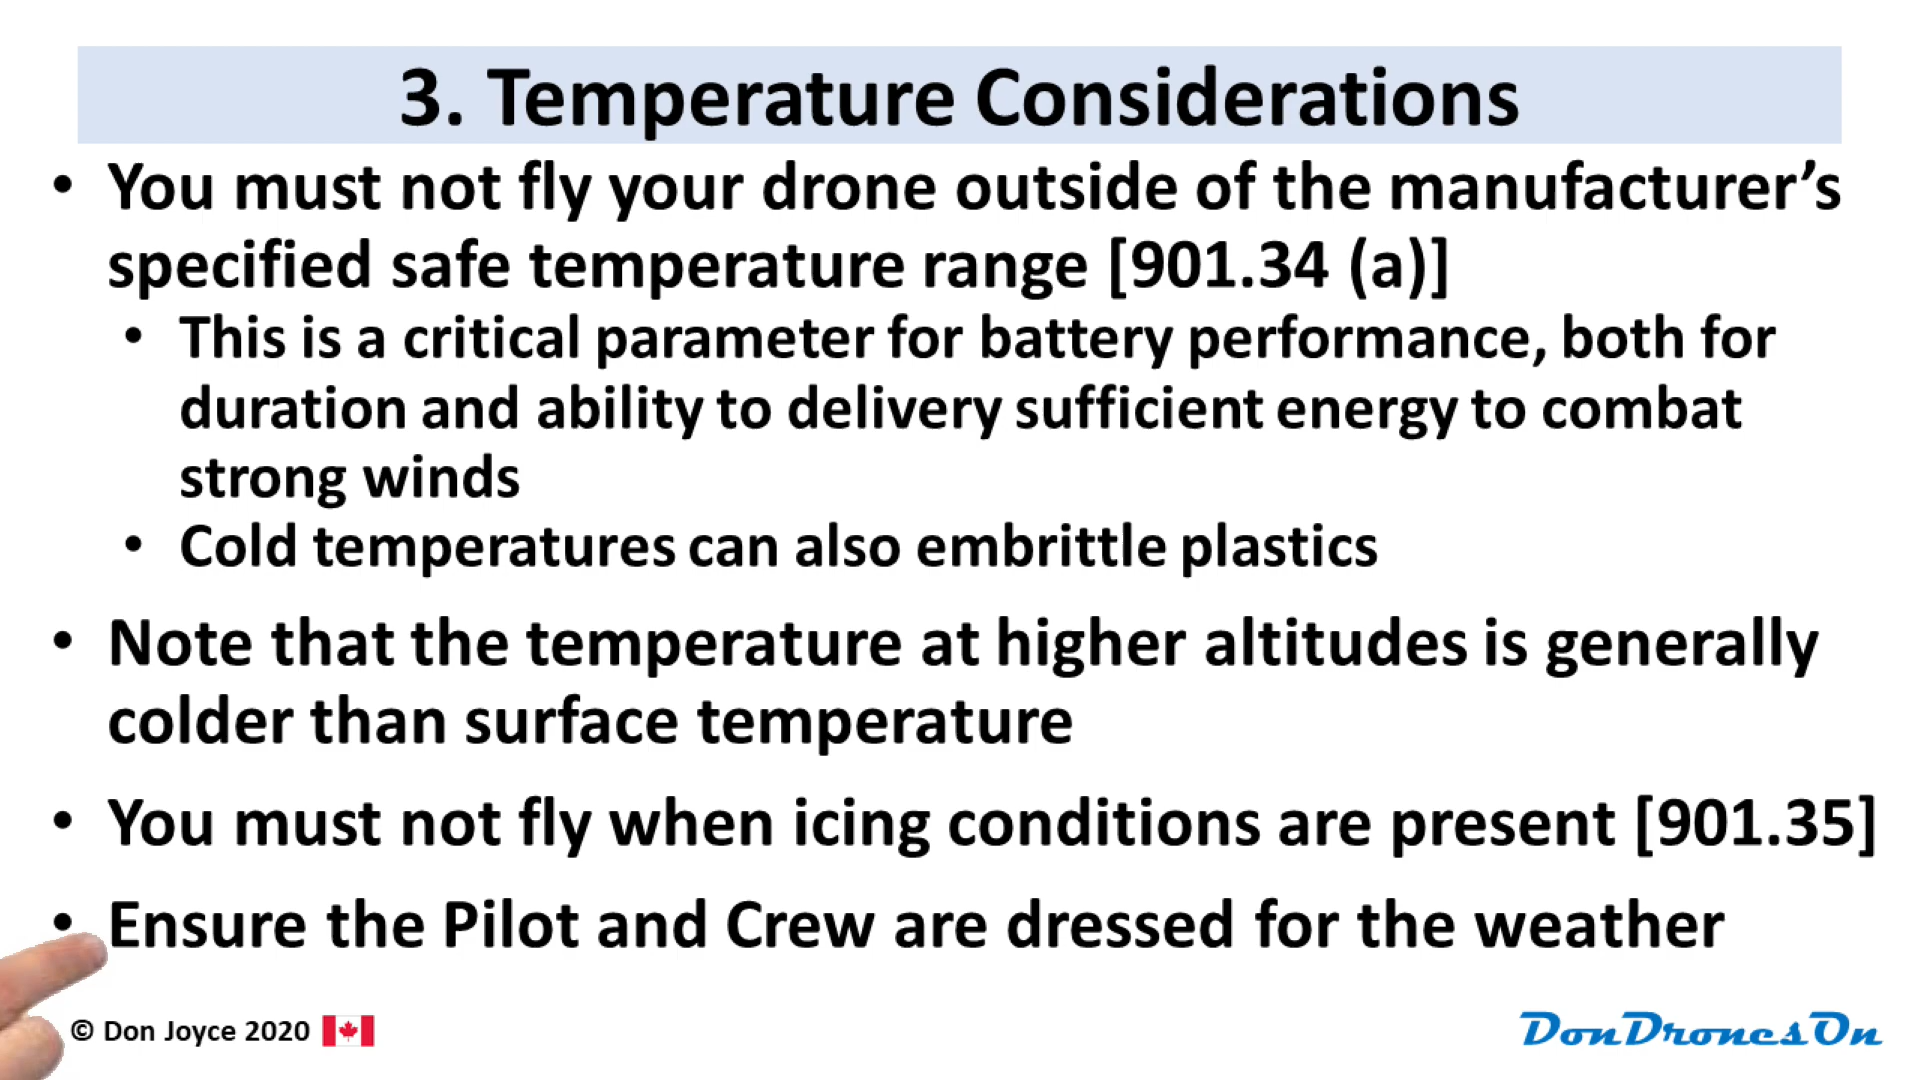 3. Temperature Considerations
• You must not fly your drone outside of the manufacturer’s
specified safe temperature range [901.34 (a)]
• This is a critical parameter for battery performance, both for
duration and ability to delivery sufficient energy to combat
strong winds
• Cold temperatures can also embrittle plastics
• Note that the temperature at higher altitudes is generally
colder than surface temperature
• You must not fly when icing conditions are present [901.35]
• Ensure the Pilot and Crew are dressed for the weather
© Don Joyce 2020
DonDronesOn